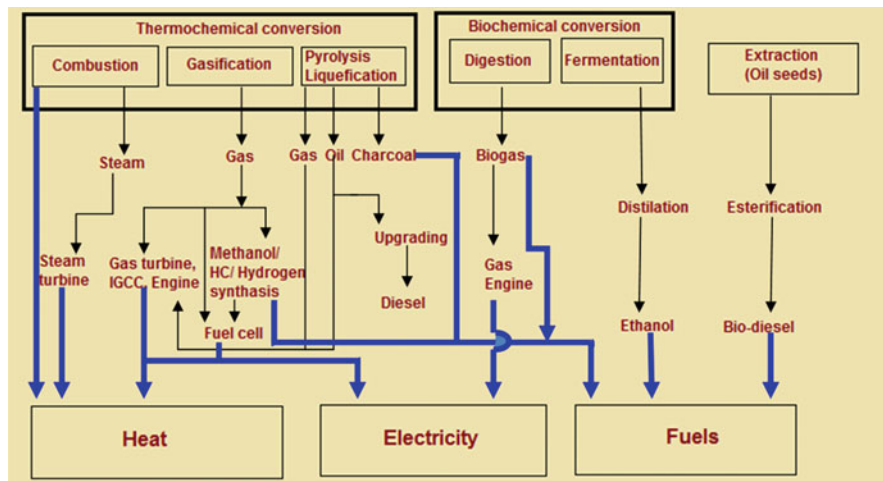 Thermochemical conversion
Biochemical conversion
Combustion
Gasification
Pyrolysis
Liquefication
Digestion
Fermentation
Extraction
(Oil seeds)
Steam
Gas
Gas
Oil
Charcoal
Biogas
Distilation
Esterification
Steam
turbine
Gas turbine,
IGCC, Engine
Methanol/
HC/ Hydrogen
synthasis
Upgrading
Gas
Engine
Diesel
Fuel cell
Ethanol
Bio-diesel
Heat
Electricity
Fuels